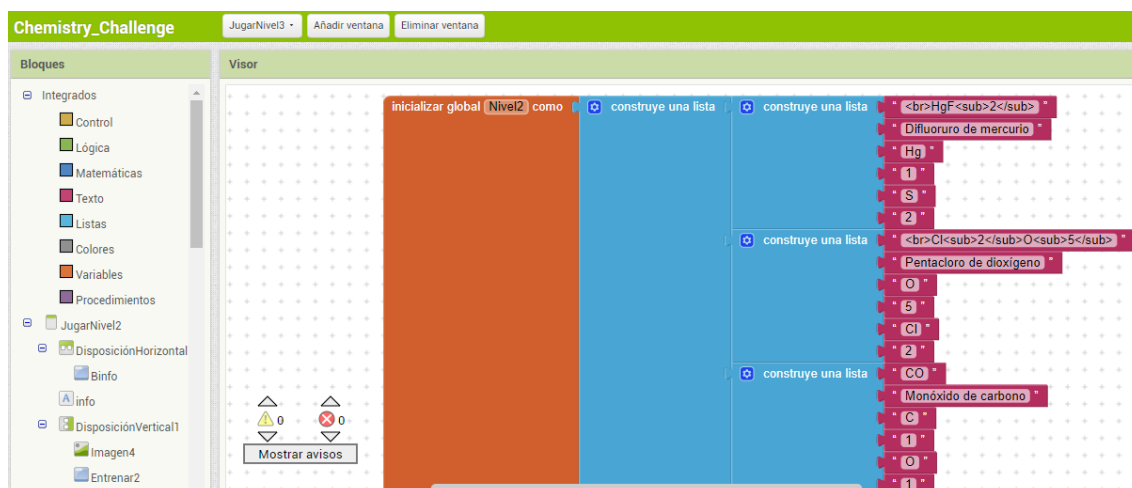 Chemistry_Challenge
JugarNivel3
Añadir ventana
Eliminar ventana
Bloques
Visor
Integrados
Control
Lógica
Matemáticas
Texto
Listas
Colores
Variables
Procedimientos
JugarNivel2
DisposiciónHorizontal
Binfo
info
DisposiciónVertical1
Imagen4
Entrenar2
inicializar global Nivel2 como
construye una lista
construye una lista
" <br>HgF<sub>2</sub> "
" Difluoruro de mercurio "
" Hg "
" 1 "
" S "
" 2 "
construye una lista
" <br>Cl<sub>2</sub>O<sub>5</sub> "
" Pentacloro de dioxígeno "
" O "
" 5 "
" Cl "
" 2 "
construye una lista
" CO "
" Monóxido de carbono "
" C "
" 1 "
" O "
" 1 "
0
0
Mostrar avisos